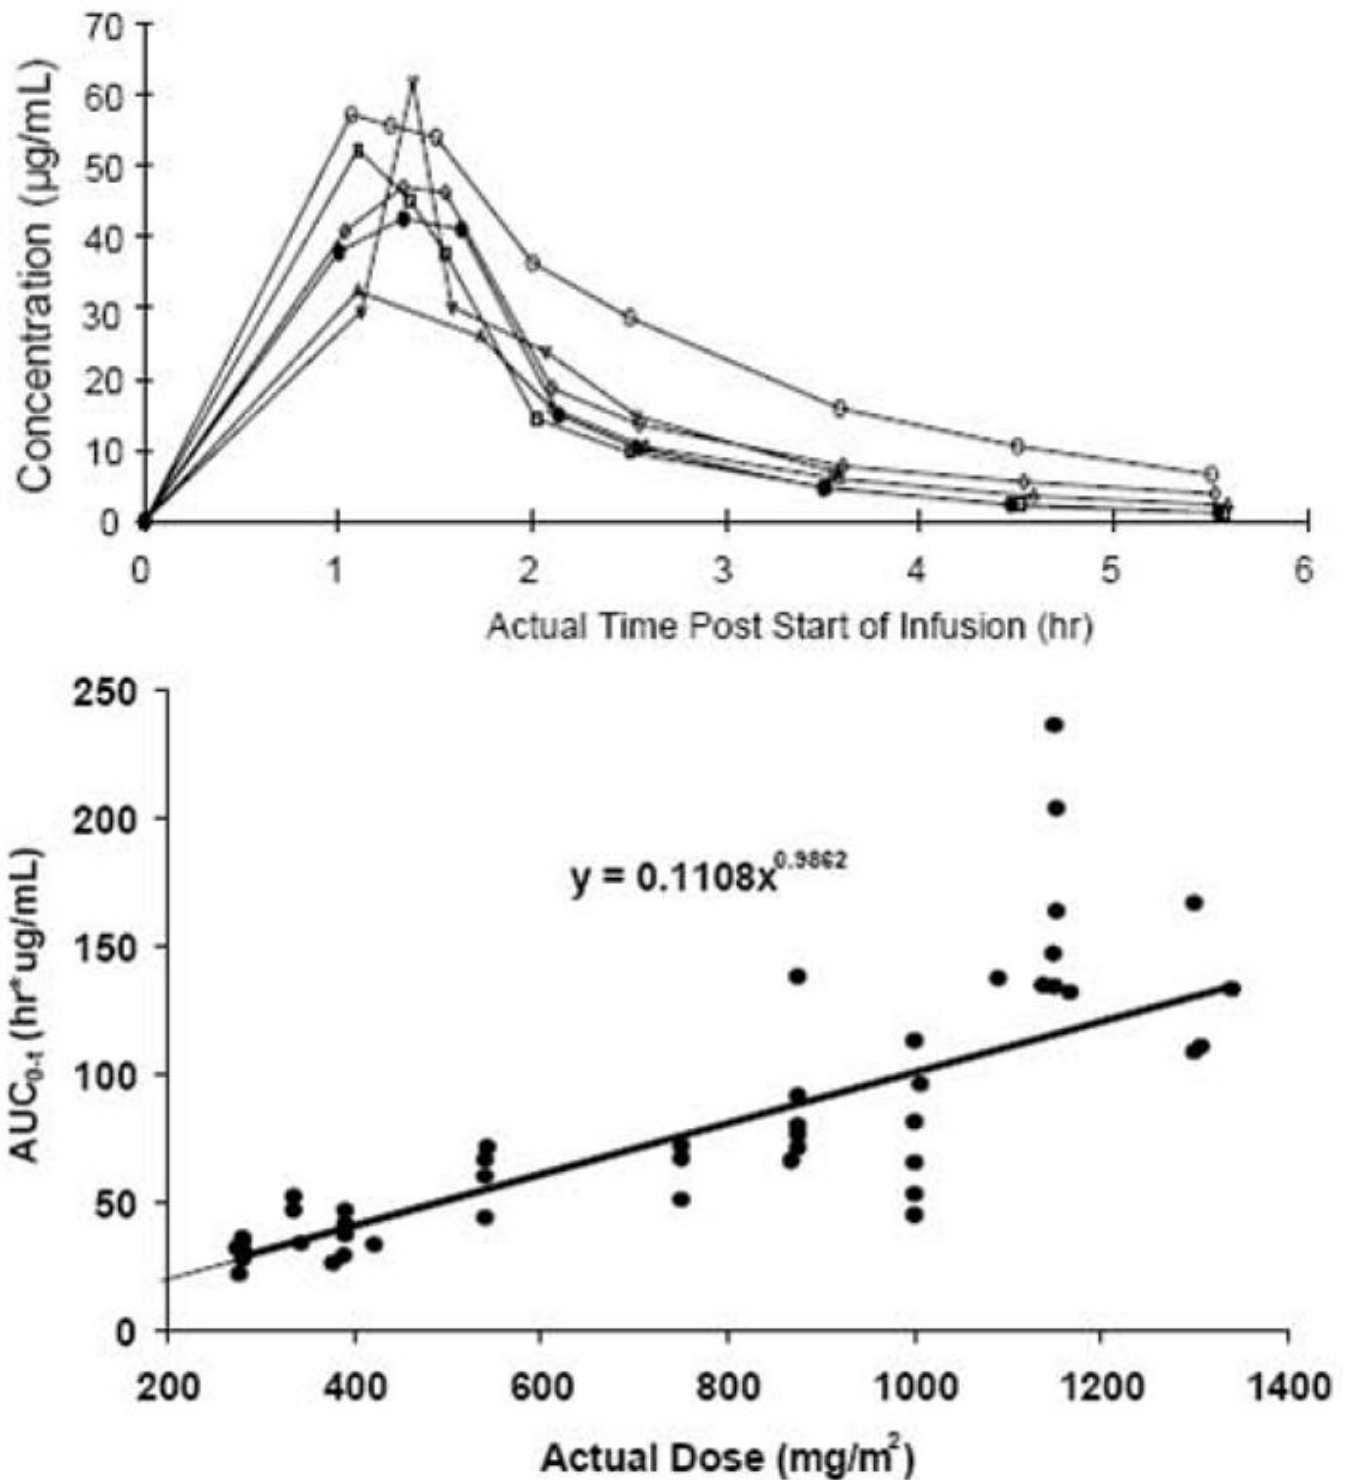 70
60
50
40
30
20
10
0
Concentration (µg/mL)
0 1 2 3 4 5 6
Actual Time Post Start of Infusion (hr)
250
200
150
100
50
0
AUC0-t (hr*ug/mL)
y = 0.1108x^0.9862
200 400 600 800 1000 1200 1400
Actual Dose (mg/m²)